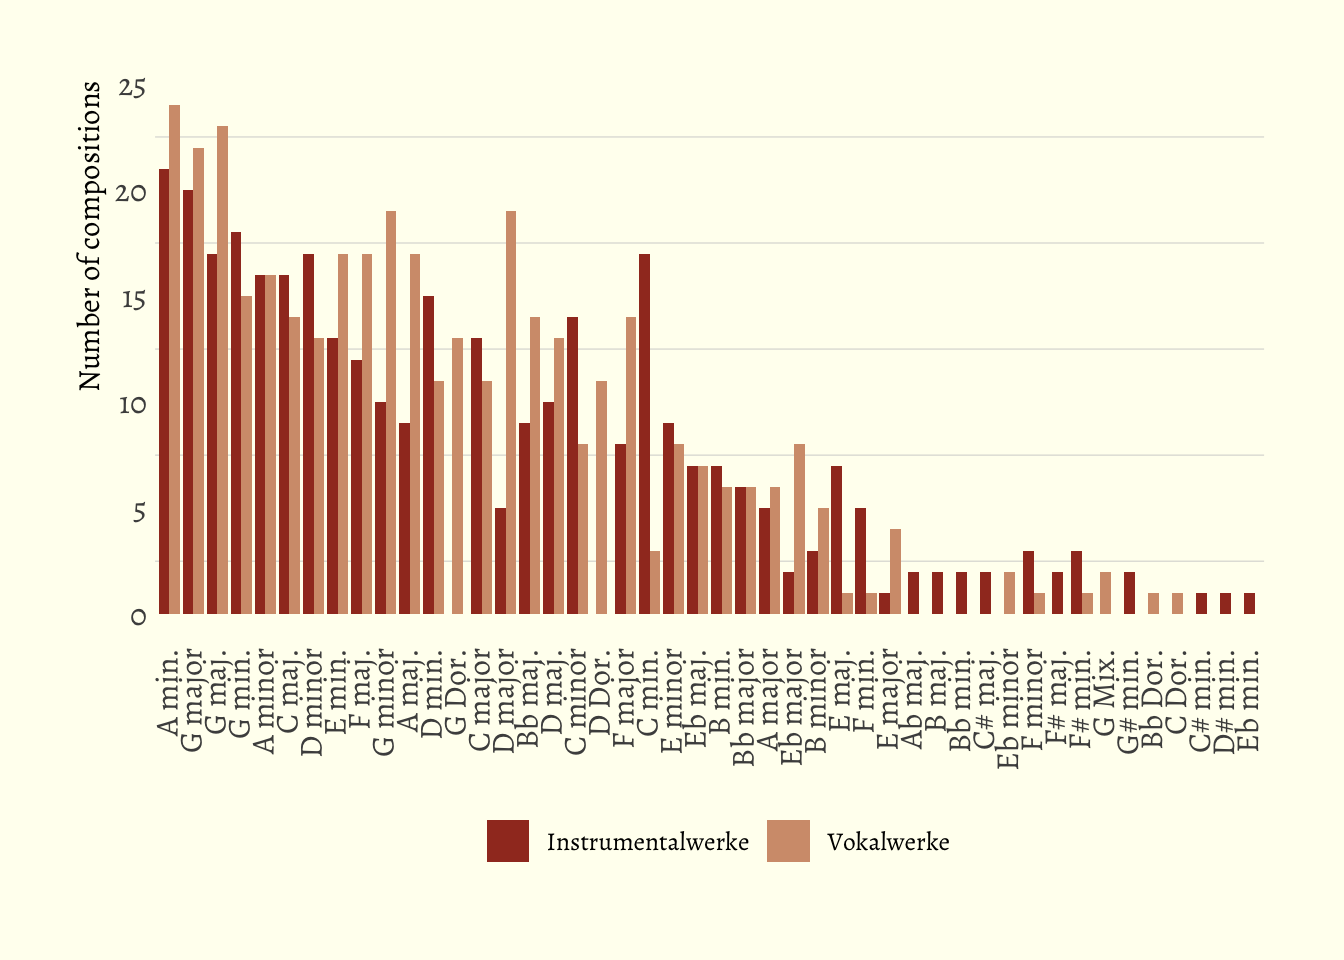 Number of compositions
25
20
15
10
5
0
A min.
G major
G maj.
G min.
A minor
C maj.
D minor
E min.
F maj.
G minor
A maj.
D min.
G Dor.
C major
D major
Bb maj.
D maj.
C minor
D Dor.
F major
C min.
E minor
Eb maj.
B min.
Bb major
A major
Eb major
B minor
E maj.
F min.
E major
Ab maj.
B maj.
Bb min.
C# maj.
Eb minor
F minor
F# maj.
F# min.
G Mix.
G# min.
Bb Dor.
C Dor.
C# min.
D# min.
Eb min.
Instrumentalwerke
Vokalwerke